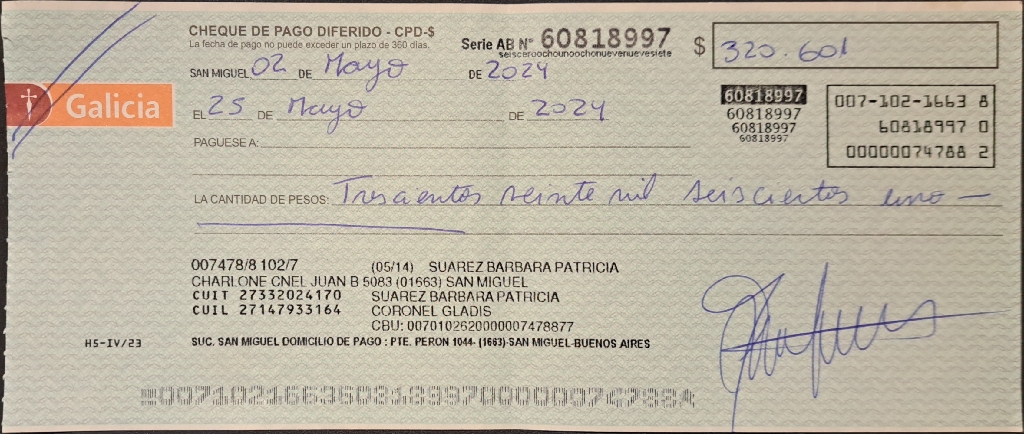 CHEQUE DE PAGO DIFERIDO - CPD-$
La fecha de pago no puede exceder un plazo de 360 días.
Serie AB Nº 60818997
seisceroochounoochonuevenuevesiete
$ 320.601
SAN MIGUEL 02 DE Mayo DE 2024
Galicia
EL 25 DE Mayo DE 2024
60818997
60818997
60818997
60818997
007-102-1663 8
60818997 0
00000074788 2
PAGUESE A:
LA CANTIDAD DE PESOS: Trescientos veinte mil seiscientos uno —
007478/8 102/7 (05/14) SUAREZ BARBARA PATRICIA
CHARLONE CNEL JUAN B 5083 (01663) SAN MIGUEL
CUIT 27332024170 SUAREZ BARBARA PATRICIA
CUIL 27147933164 CORONEL GLADIS
CBU: 0070102620000007478877
HS-IV/23
SUC. SAN MIGUEL DOMICILIO DE PAGO : PTE. PERON 1044- (1663)-SAN MIGUEL-BUENOS AIRES